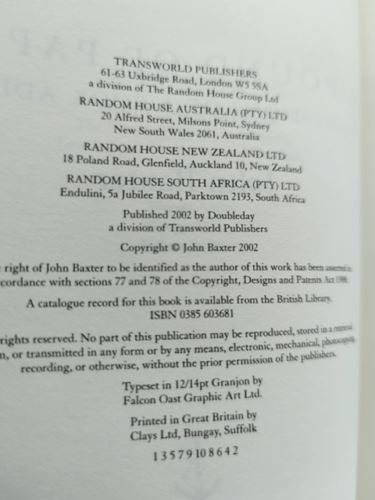 TRANSWORLD PUBLISHERS
61-63 Uxbridge Road, London W5 5SA
a division of The Random House Group Ltd
RANDOM HOUSE AUSTRALIA (PTY) LTD
20 Alfred Street, Milsons Point, Sydney
New South Wales 2061, Australia
RANDOM HOUSE NEW ZEALAND LTD
18 Poland Road, Glenfield, Auckland 10, New Zealand
RANDOM HOUSE SOUTH AFRICA (PTY) LTD
Endulini, 5a Jubilee Road, Parktown 2193, South Africa
Published 2002 by Doubleday
a division of Transworld Publishers
Copyright © John Baxter 2002
right of John Baxter to be identified as the author of this work has been asserted in
cordance with sections 77 and 78 of the Copyright, Designs and Patents Act 1988.
A catalogue record for this book is available from the British Library.
ISBN 0385 603681
rights reserved. No part of this publication may be reproduced, stored in a retrieval
n, or transmitted in any form or by any means, electronic, mechanical, photocopying,
recording, or otherwise, without the prior permission of the publishers.
Typeset in 12/14pt Granjon by
Falcon Oast Graphic Art Ltd.
Printed in Great Britain by
Clays Ltd, Bungay, Suffolk
1 3 5 7 9 10 8 6 4 2